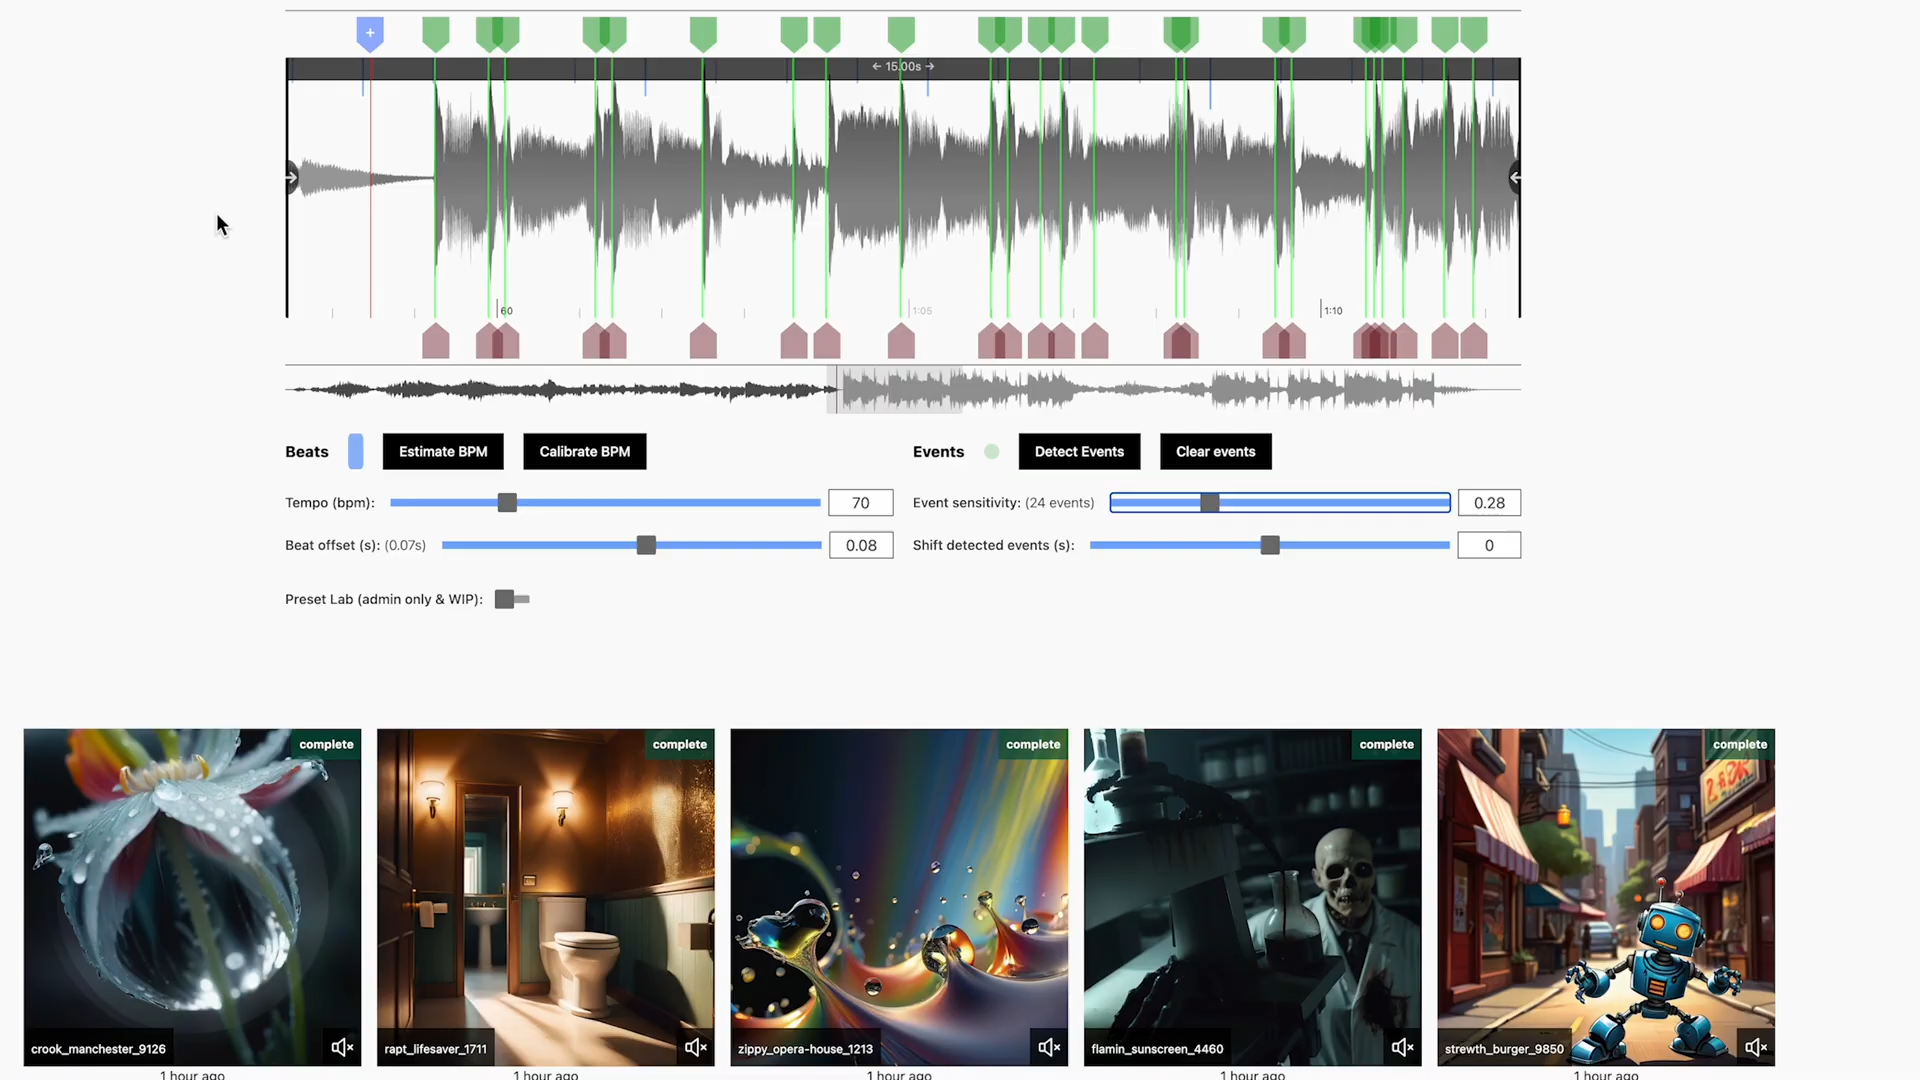 +
← 15.00s →
60
1:05
1:10
Beats
Estimate BPM
Calibrate BPM
Events
Detect Events
Clear events
Tempo (bpm):
70
Event sensitivity: (24 events)
0.28
Beat offset (s): (0.07s)
0.08
Shift detected events (s):
0
Preset Lab (admin only & WIP):
complete
complete
complete
complete
complete
crook_manchester_9126
rapt_lifesaver_1711
zippy_opera-house_1213
flamin_sunscreen_4460
strewth_burger_9850
1 hour ago
1 hour ago
1 hour ago
1 hour ago
1 hour ago